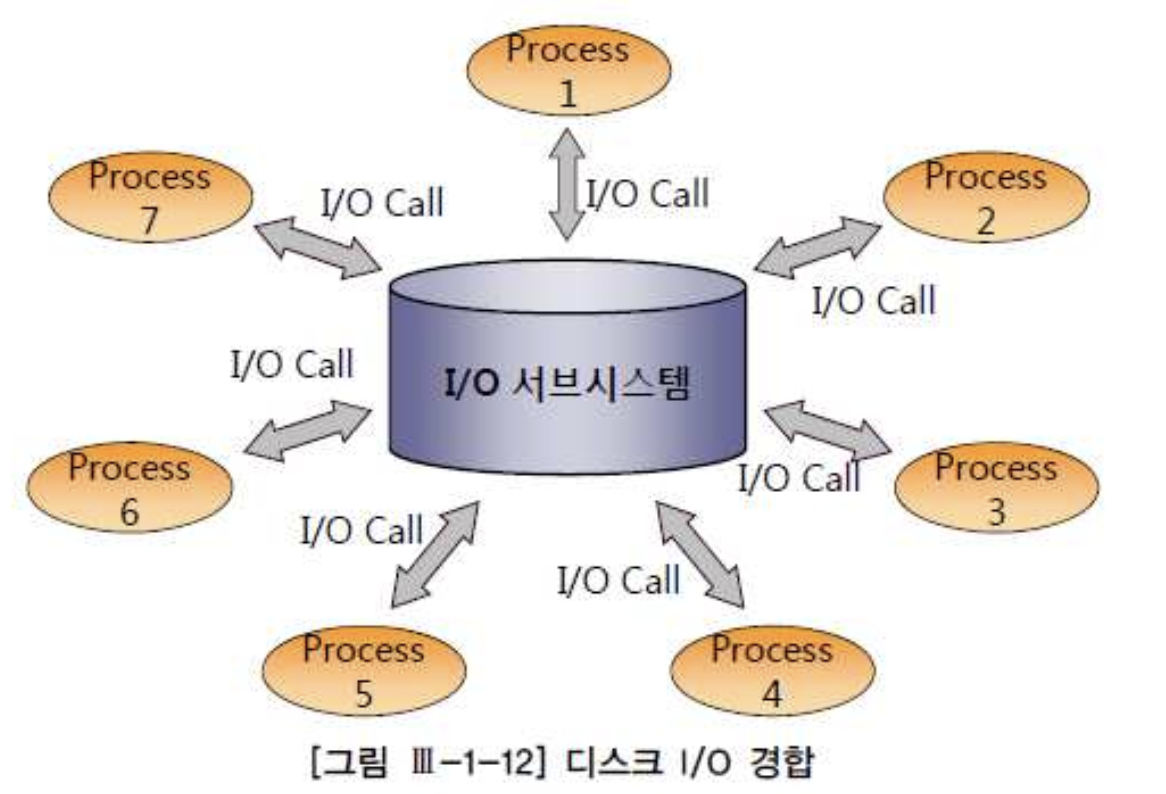 Process
1
I/O Call
Process
7
I/O Call
Process
2
I/O Call
I/O 서브시스템
I/O Call
Process
6
I/O Call
Process
3
I/O Call
Process
5
I/O Call
Process
4
[그림 Ⅲ-1-12] 디스크 I/O 경합